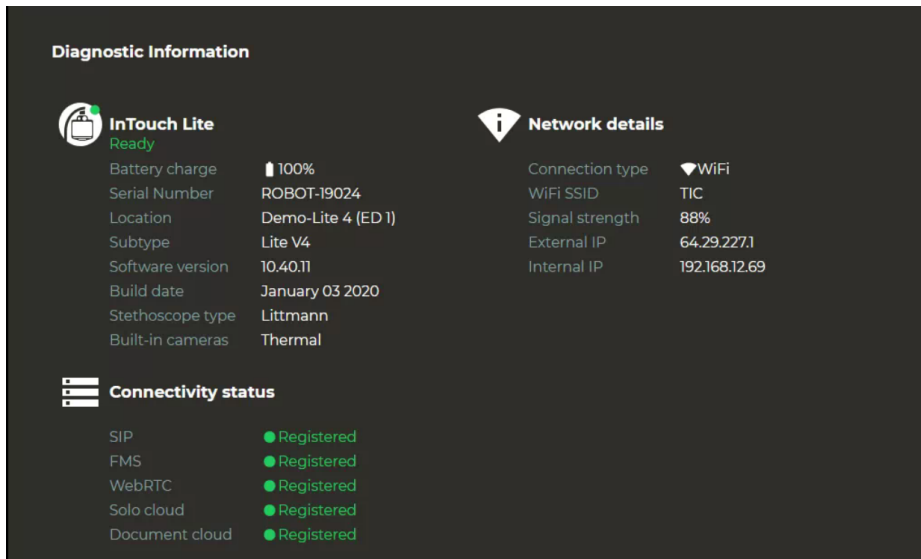 Diagnostic Information
InTouch Lite
Ready
Battery charge 100%
Serial Number ROBOT-19024
Location Demo-Lite 4 (ED 1)
Subtype Lite V4
Software version 10.40.11
Build date January 03 2020
Stethoscope type Littmann
Built-in cameras Thermal
Network details
Connection type WiFi
WiFi SSID TIC
Signal strength 88%
External IP 64.29.227.1
Internal IP 192.168.12.69
Connectivity status
SIP Registered
FMS Registered
WebRTC Registered
Solo cloud Registered
Document cloud Registered